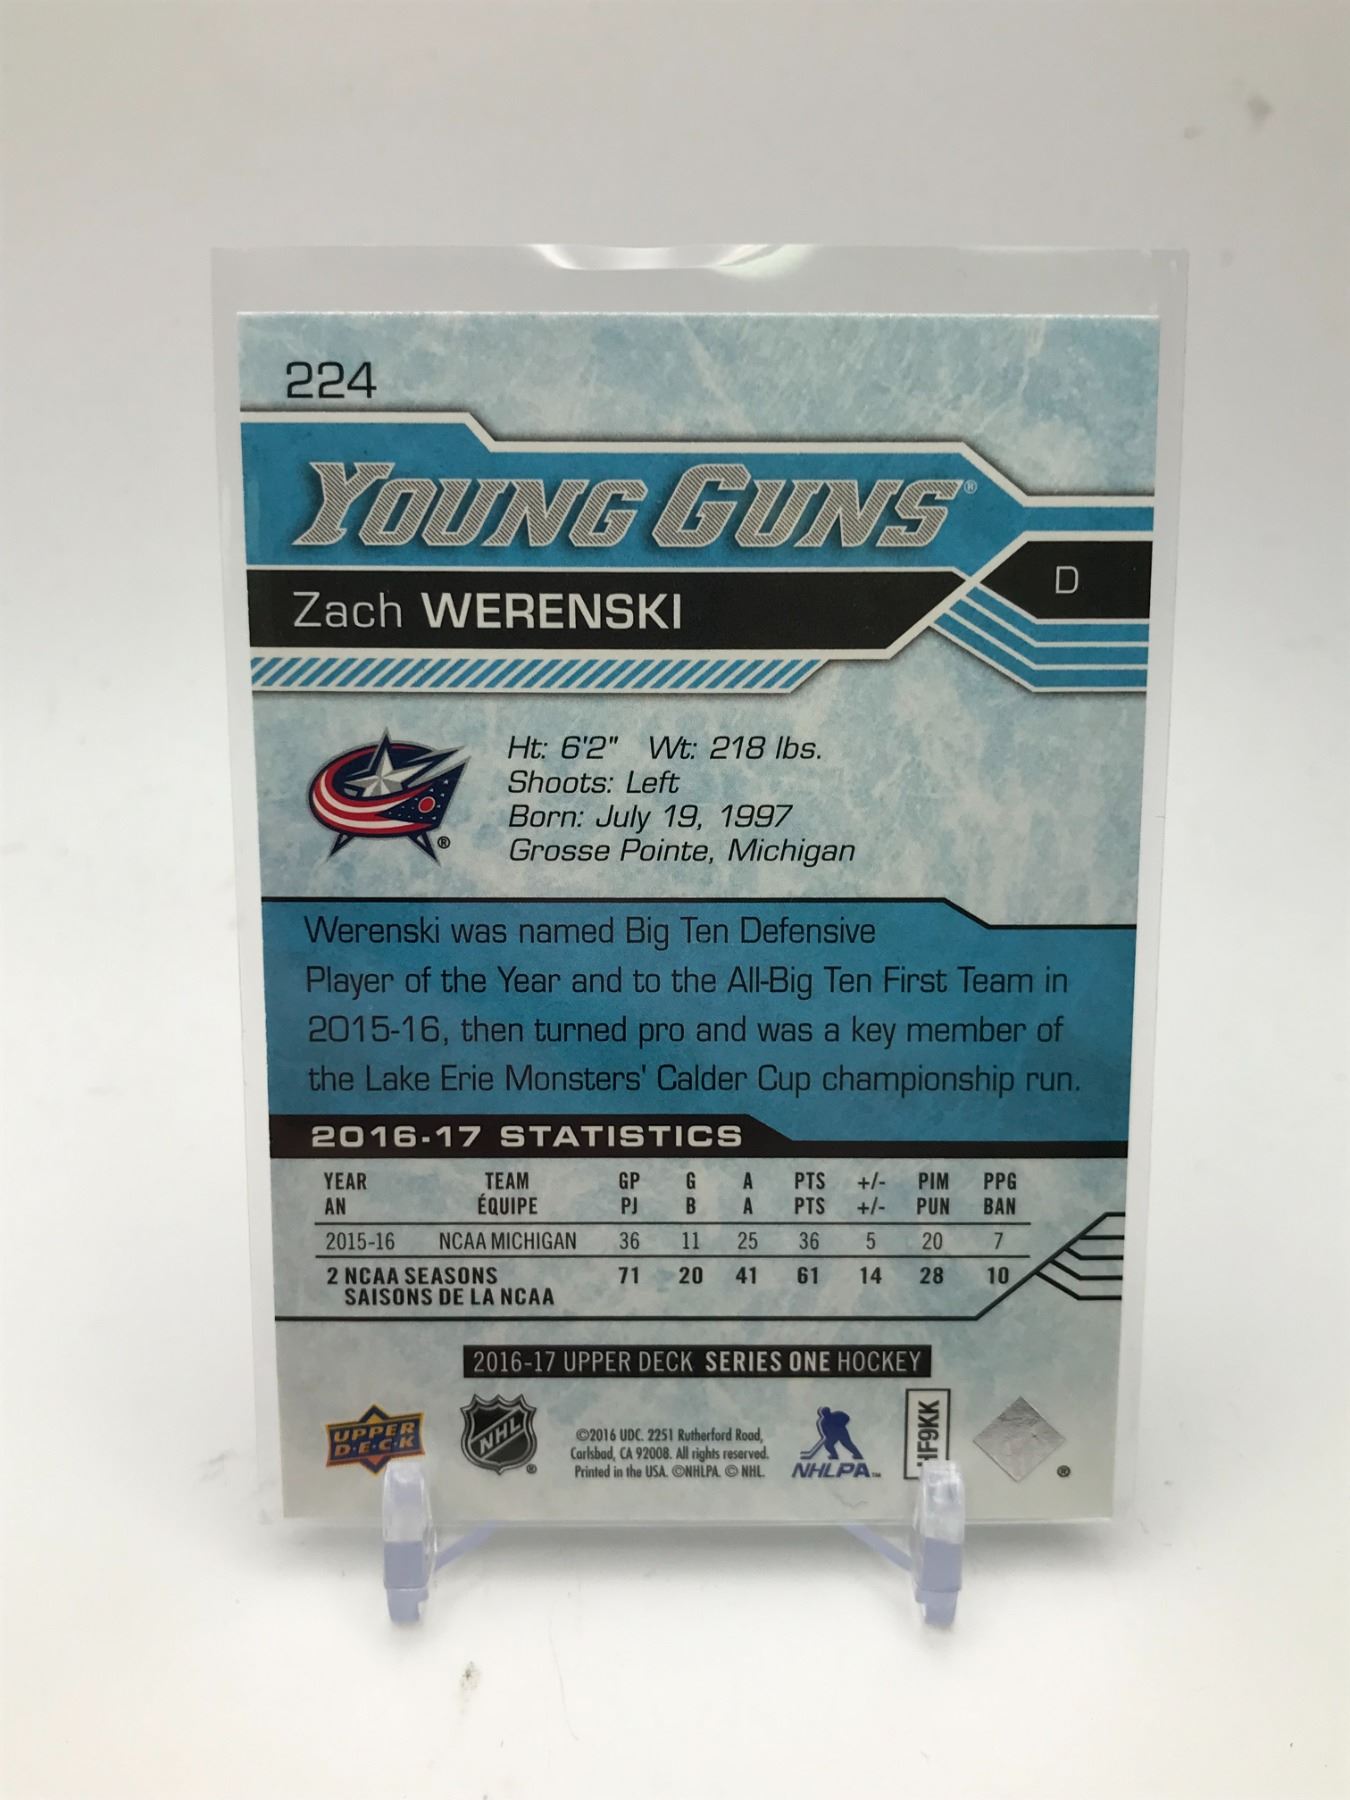 224
YOUNG GUNS®
D
Zach WERENSKI
Ht: 6'2" Wt: 218 lbs.
Shoots: Left
Born: July 19, 1997
Grosse Pointe, Michigan
®
Werenski was named Big Ten Defensive
Player of the Year and to the All-Big Ten First Team in
2015-16, then turned pro and was a key member of
the Lake Erie Monsters' Calder Cup championship run.
2016-17 STATISTICS
YEAR TEAM GP G A PTS +/- PIM PPG
AN ÉQUIPE PJ B A PTS +/- PUN BAN
2015-16 NCAA MICHIGAN 36 11 25 36 5 20 7
2 NCAA SEASONS 71 20 41 61 14 28 10
SAISONS DE LA NCAA
2016-17 UPPER DECK SERIES ONE HOCKEY
UPPER
D·E·C·K
NHL ®
©2016 UDC. 2251 Rutherford Road,
Carlsbad, CA 92008. All rights reserved.
Printed in the USA. ©NHLPA. © NHL.
NHLPA™
HF9KK
®